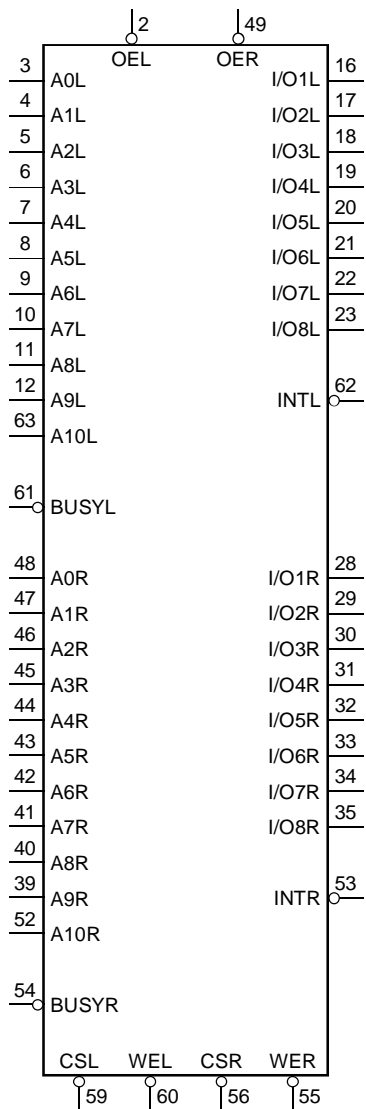 2 49
OEL OER
3 A0L I/O1L 16
4 A1L I/O2L 17
5 A2L I/O3L 18
6 A3L I/O4L 19
7 A4L I/O5L 20
8 A5L I/O6L 21
9 A6L I/O7L 22
10 A7L I/O8L 23
11 A8L
12 A9L INTL 62
63 A10L
61 BUSYL
48 A0R I/O1R 28
47 A1R I/O2R 29
46 A2R I/O3R 30
45 A3R I/O4R 31
44 A4R I/O5R 32
43 A5R I/O6R 33
42 A6R I/O7R 34
41 A7R I/O8R 35
40 A8R
39 A9R INTR 53
52 A10R
54 BUSYR
CSL WEL CSR WER
59 60 56 55